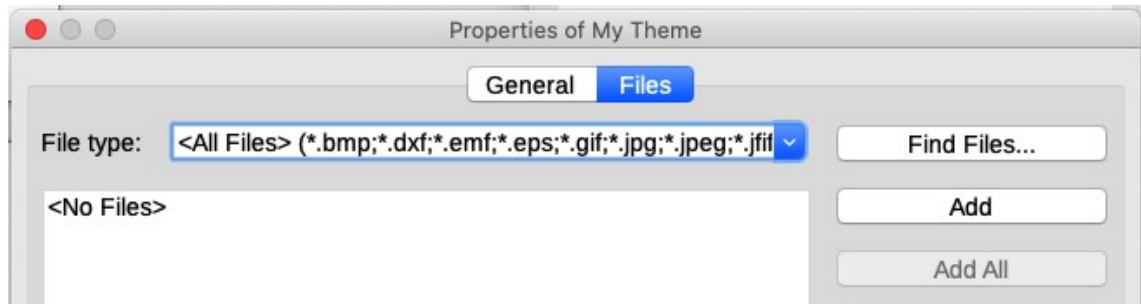 Properties of My Theme
General Files
File type: <All Files> (*.bmp;*.dxf;*.emf;*.eps;*.gif;*.jpg;*.jpeg;*.jfif Find Files...
<No Files> Add
Add All